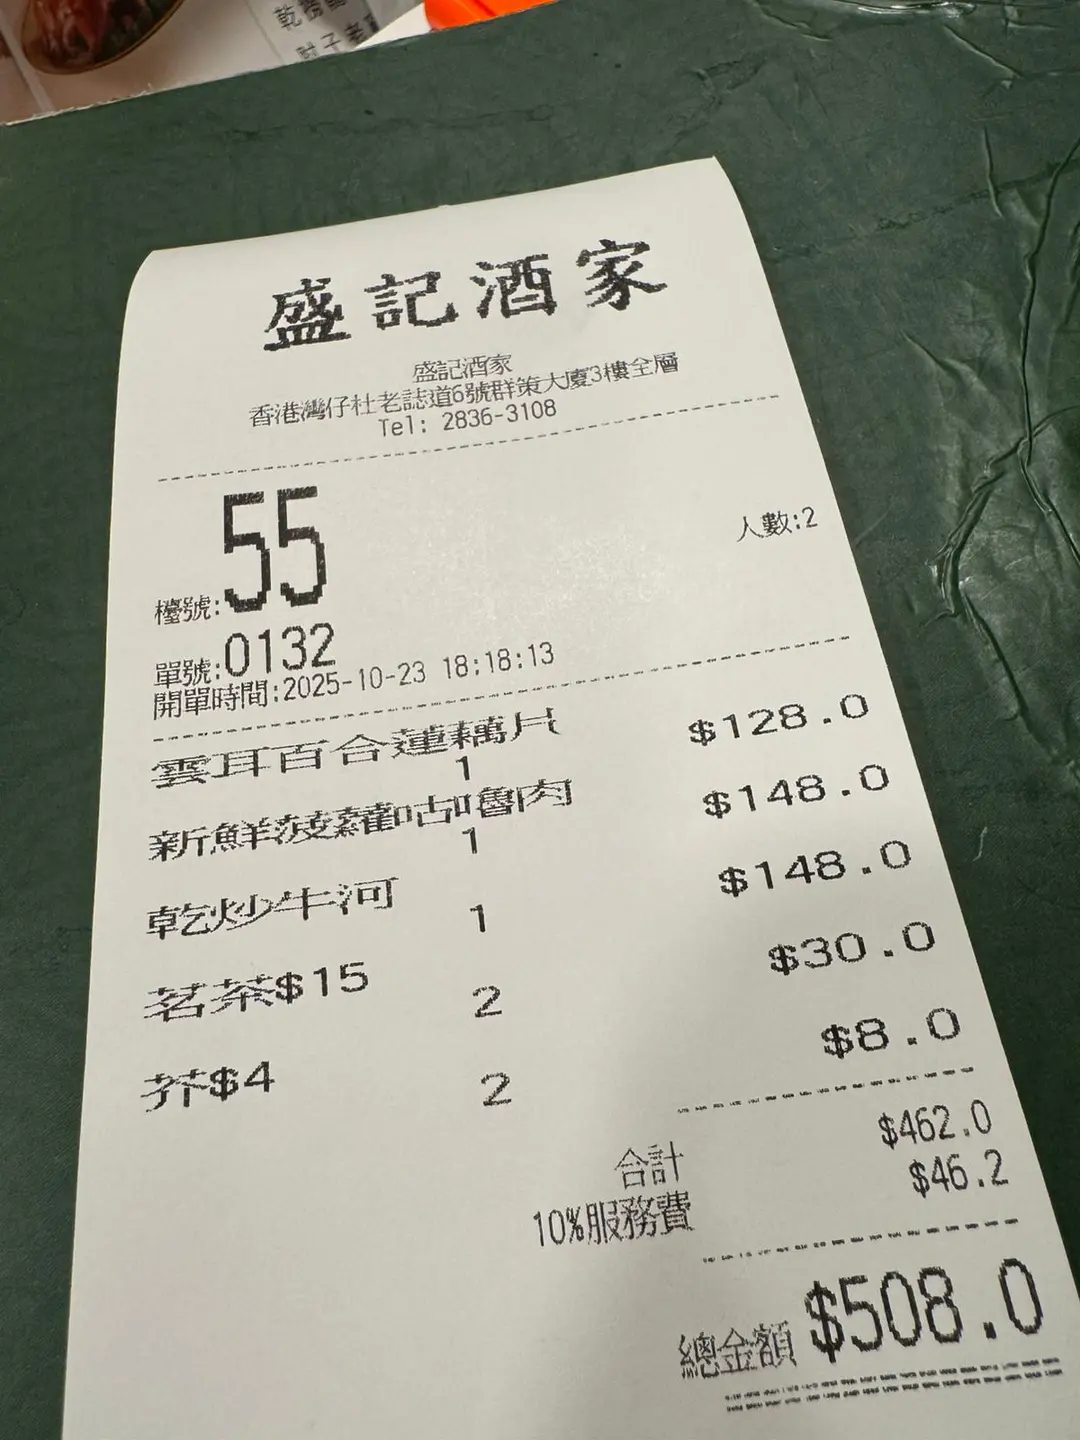 盛記酒家
盛記酒家
香港灣仔杜老誌道6號群策大廈3樓全層
Tel: 2836-3108
檯號:55 人數:2
單號:0132
開單時間:2025-10-23 18:18:13
雲耳百合蓮藕片 $128.0
1
新鮮菠蘿咕嚕肉 $148.0
1
乾炒牛河 $148.0
1
茗茶$15 $30.0
2
芥$4 $8.0
2
合計 $462.0
10%服務費 $46.2
總金額 $508.0